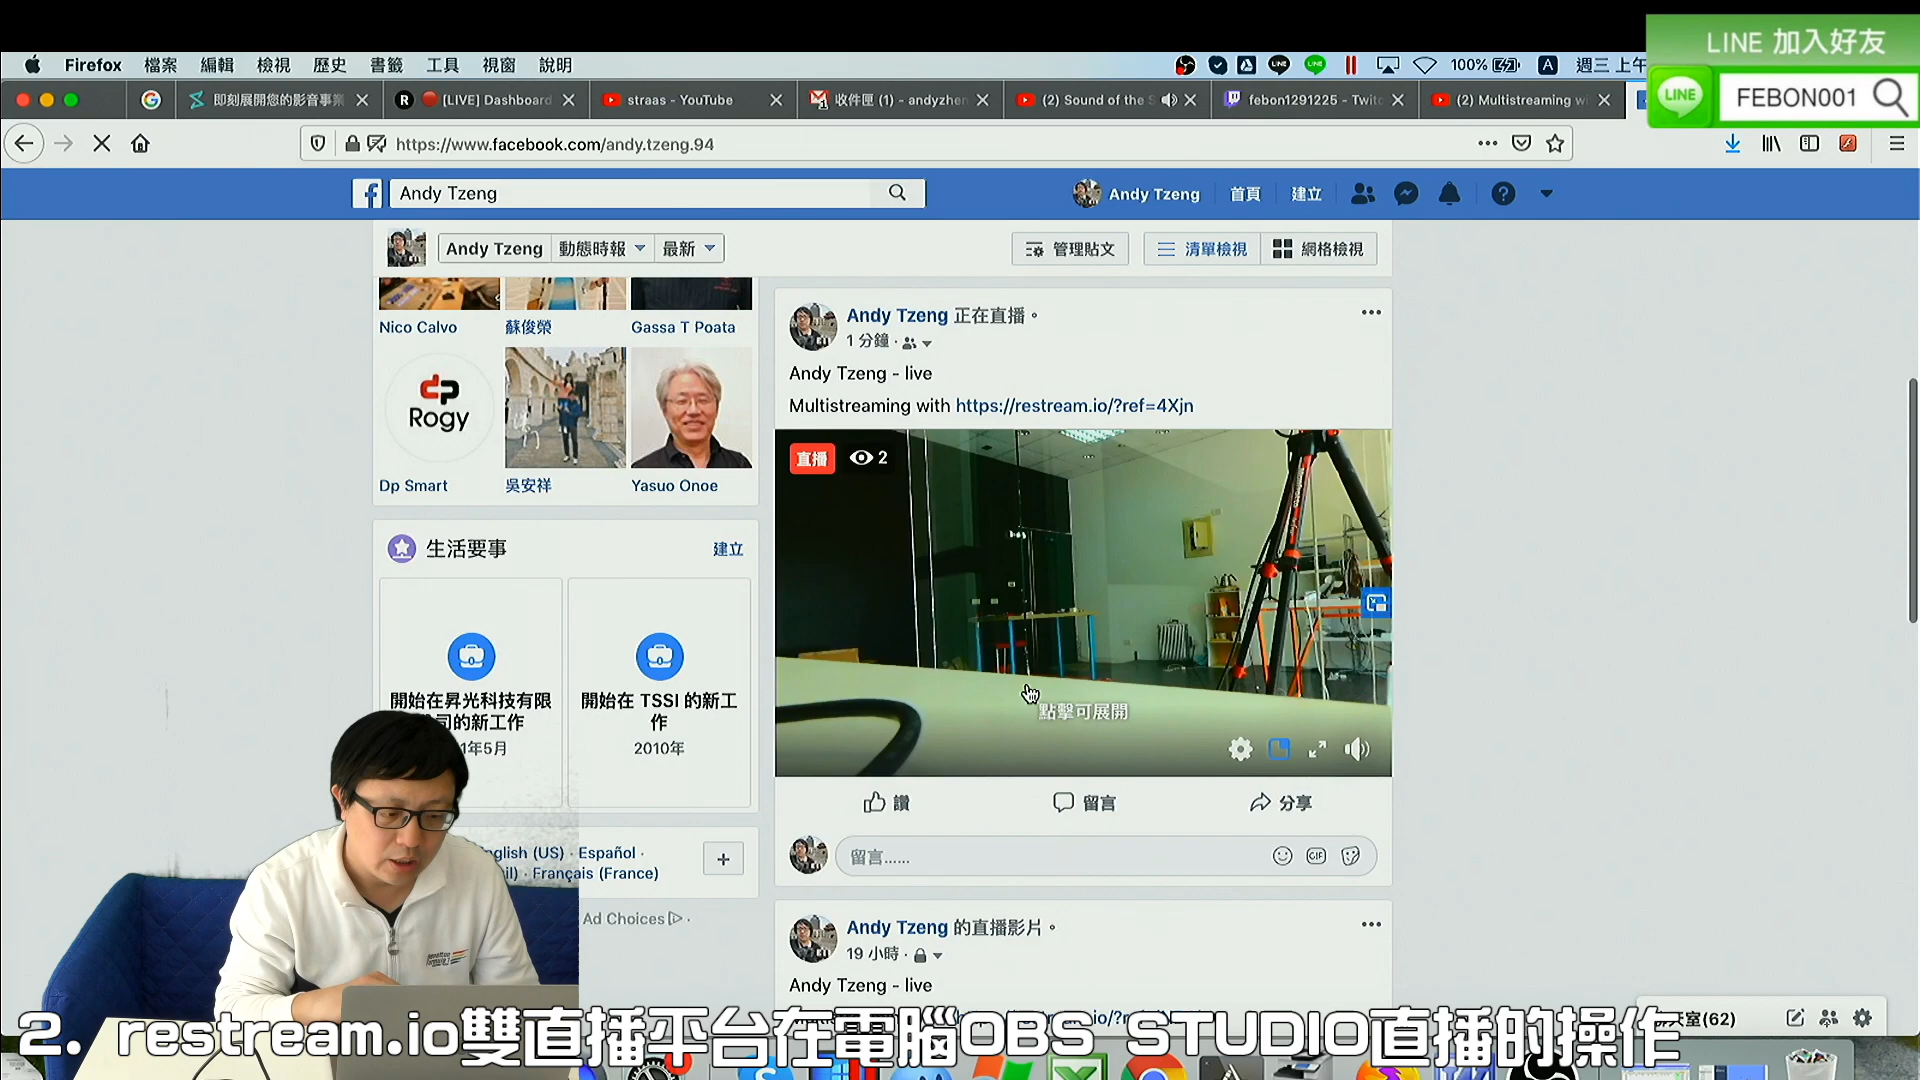 LINE 加入好友
LINE
FEBON001
Firefox 檔案 編輯 檢視 歷史 書籤 工具 視窗 說明
100% A 週三 上午
即刻展開您的影音事業
R [LIVE] Dashboard
straas - YouTube
收件匣 (1) - andyzhen
(2) Sound of the S
febon1291225 - Twitc
(2) Multistreaming wi
https://www.facebook.com/andy.tzeng.94
Andy Tzeng
Andy Tzeng 首頁 建立
Andy Tzeng 動態時報 最新
管理貼文 清單檢視 網格檢視
Nico Calvo 蘇俊榮 Gassa T Poata
dp
Rogy
Dp Smart 吳安祥 Yasuo Onoe
生活要事 建立
開始在昇光科技有限
司的新工作
1年5月
開始在 TSSI 的新工
作
2010年
nglish (US) · Español ·
il) · Français (France)
Ad Choices
Andy Tzeng 正在直播。
1 分鐘 ·
Andy Tzeng - live
Multistreaming with https://restream.io/?ref=4Xjn
直播 2
點擊可展開
讚 留言 分享
留言......
GIF
Andy Tzeng 的直播影片。
19 小時 ·
Andy Tzeng - live
天室(62)
2. restream.io雙直播平台在電腦OBS STUDIO直播的操作